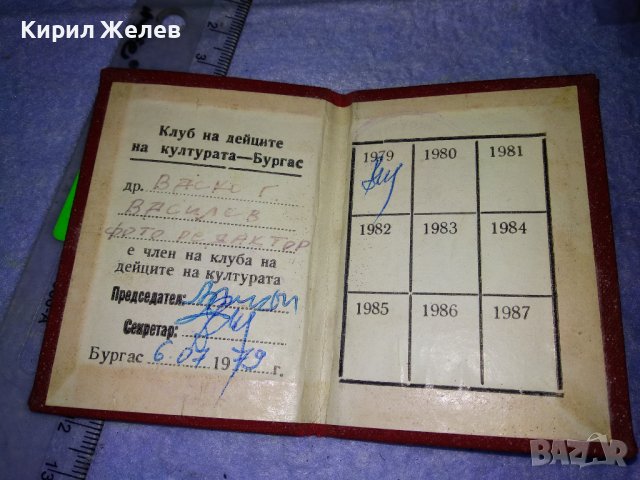 Кирил Желев
Клуб на дейците
на културата—Бургас
др. ВАСКО Г.
ВАСИЛЕВ
ФОТО РЕДАКТОР
е член на клуба на
дейците на културата
Председател:
Секретар:
Бургас 6.07 1979 г.
1979 1980 1981
1982 1983 1984
1985 1986 1987
BAZAR